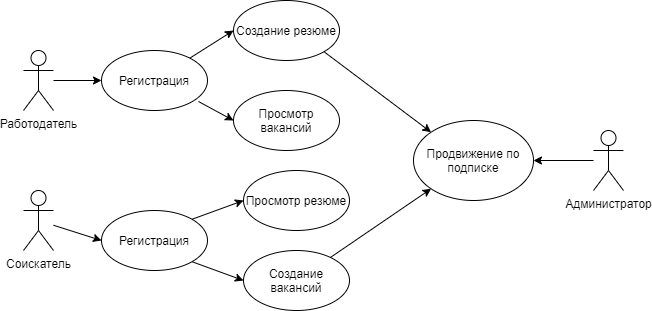 Создание резюме
Регистрация
Работодатель
Просмотр
вакансий
Продвижение по
подписке
Администратор
Просмотр резюме
Регистрация
Соискатель
Создание
вакансий